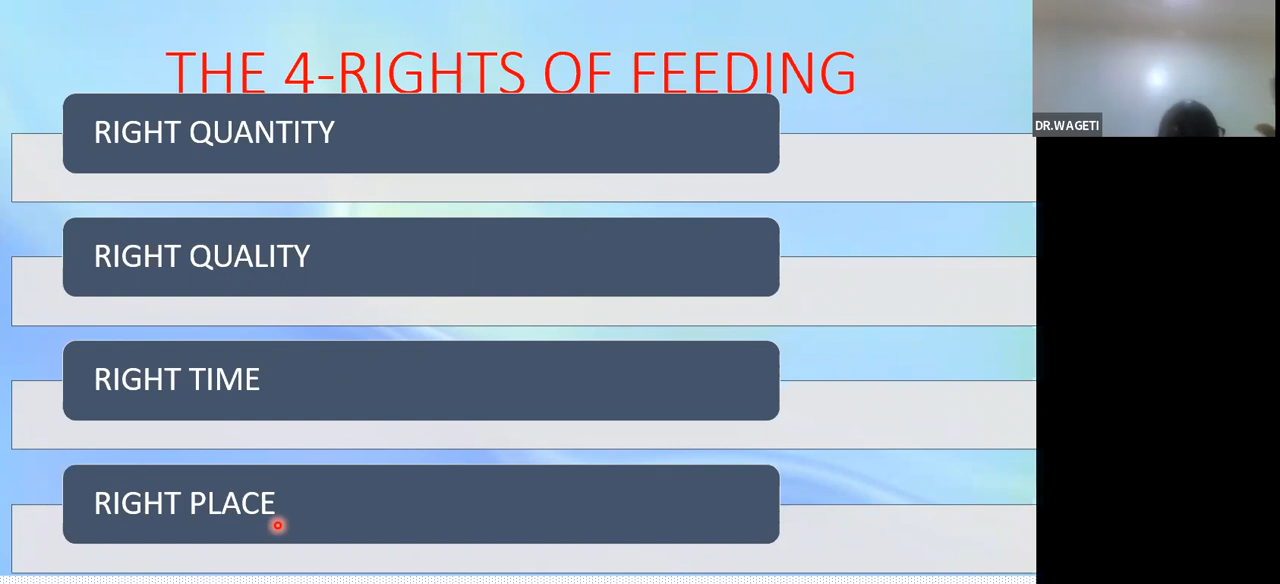 THE 4-RIGHTS OF FEEDING
RIGHT QUANTITY
DR.WAGETI
RIGHT QUALITY
RIGHT TIME
RIGHT PLACE